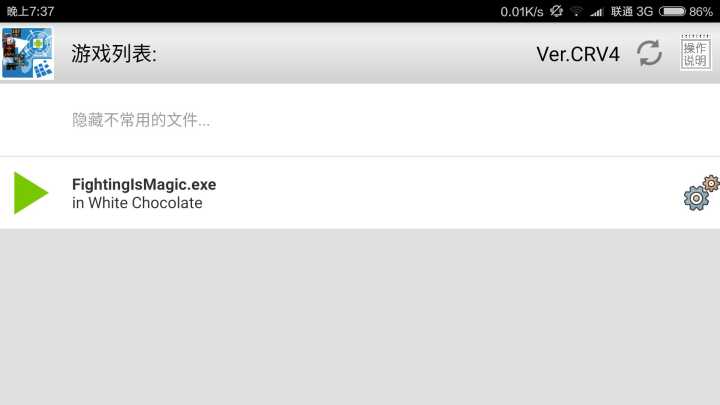 晚上7:37
0.01K/s 联通 3G 86%
游戏列表:
Ver.CRV4
操作
说明
隐藏不常用的文件...
FightingIsMagic.exe
in White Chocolate